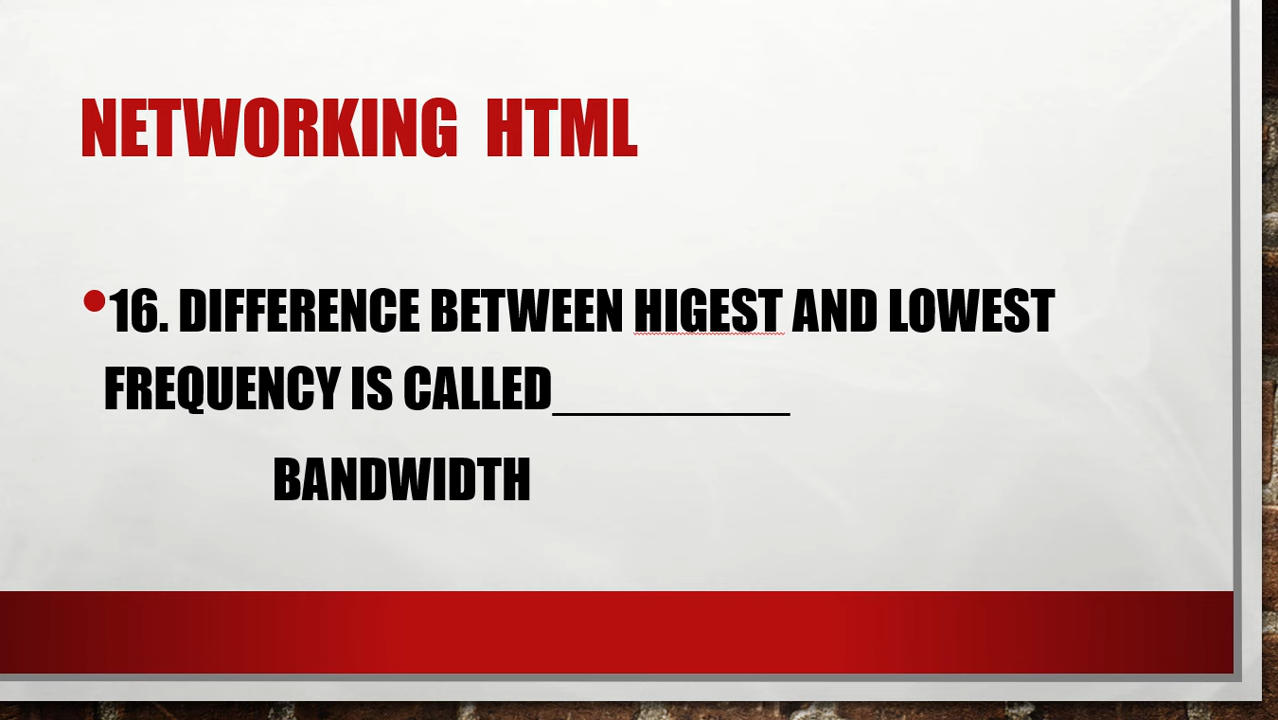 NETWORKING HTML
•16. DIFFERENCE BETWEEN HIGEST AND LOWEST
FREQUENCY IS CALLED__________
BANDWIDTH